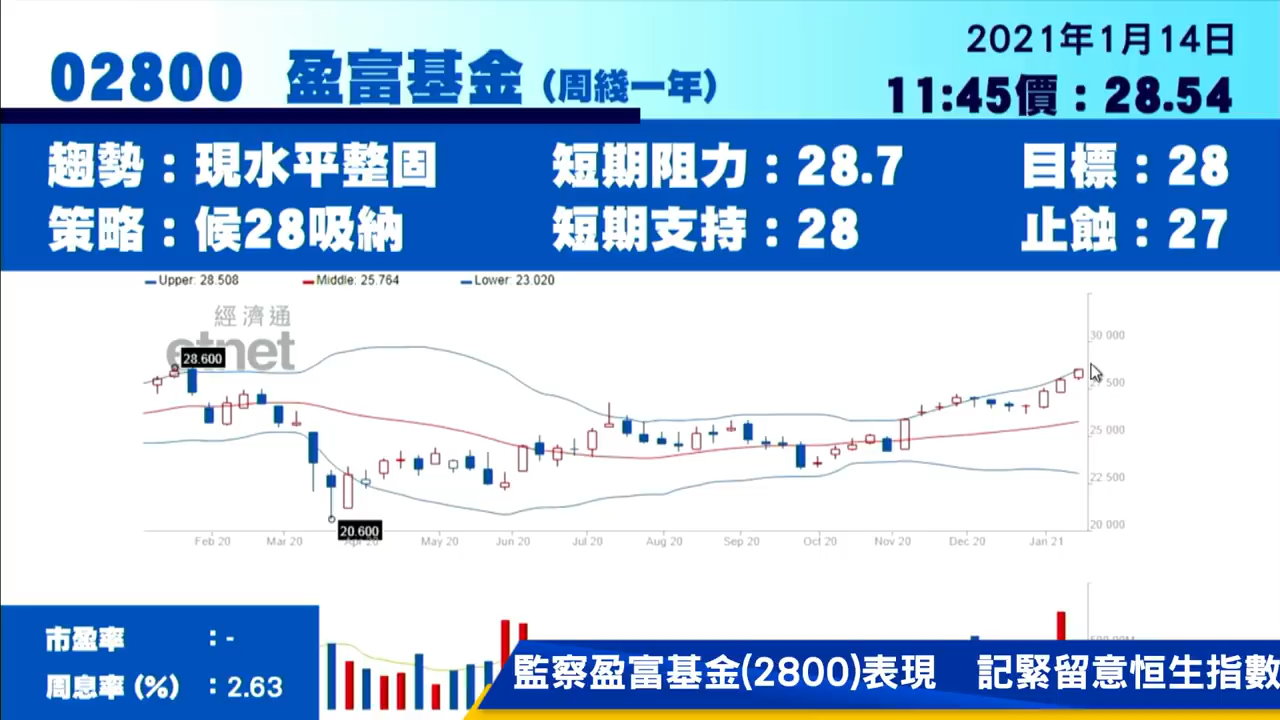 02800 盈富基金 (周綫一年)
2021年1月14日
11:45價：28.54
趨勢：現水平整固 短期阻力：28.7 目標：28
策略：候28吸納 短期支持：28 止蝕：27
Upper: 28.508 Middle: 25.764 Lower: 23.020
經濟通
etnet
28.600
20.600
30 000
27 500
25 000
22 500
20 000
Feb 20 Mar 20 Apr 20 May 20 Jun 20 Jul 20 Aug 20 Sep 20 Oct 20 Nov 20 Dec 20 Jan 21
市盈率 ：-
周息率 (%) ：2.63
監察盈富基金(2800)表現 記緊留意恒生指數